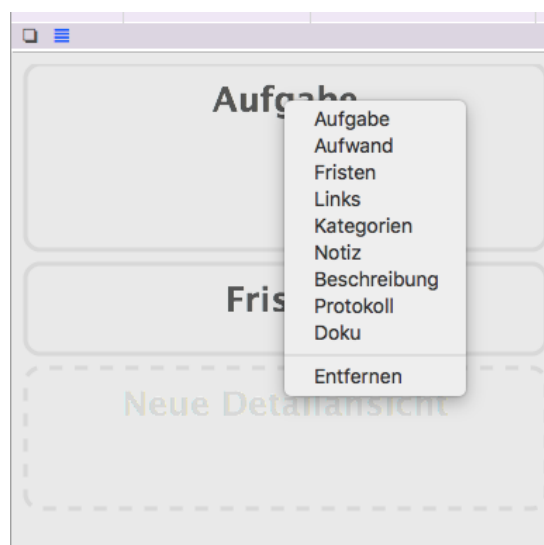 Aufgabe
Aufgabe
Aufwand
Fristen
Links
Kategorien
Notiz
Beschreibung
Protokoll
Doku
Entfernen
Fris
Neue Detailansicht